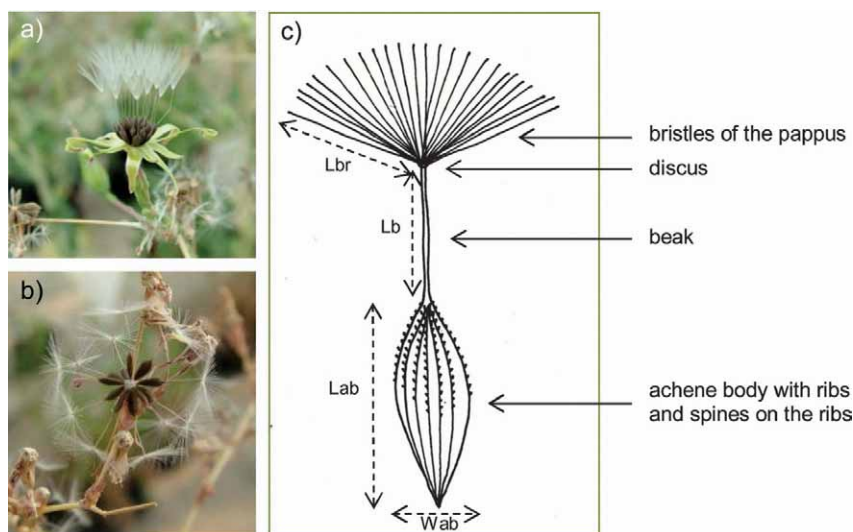 a)
b)
c)
bristles of the pappus
discus
beak
achene body with ribs
and spines on the ribs
Lbr
Lb
Lab
Wab